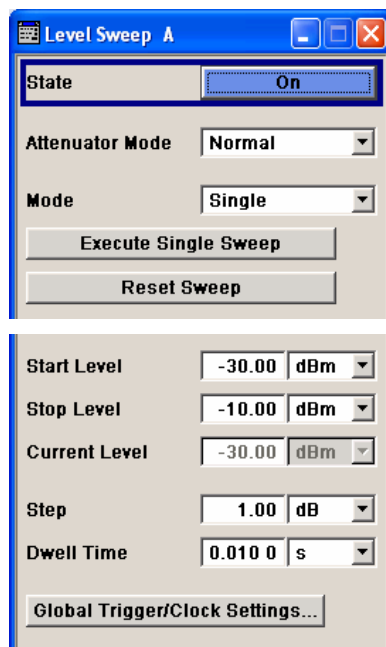 Level Sweep A
State On
Attenuator Mode Normal
Mode Single
Execute Single Sweep
Reset Sweep
Start Level -30.00 dBm
Stop Level -10.00 dBm
Current Level -30.00 dBm
Step 1.00 dB
Dwell Time 0.010 0 s
Global Trigger/Clock Settings...